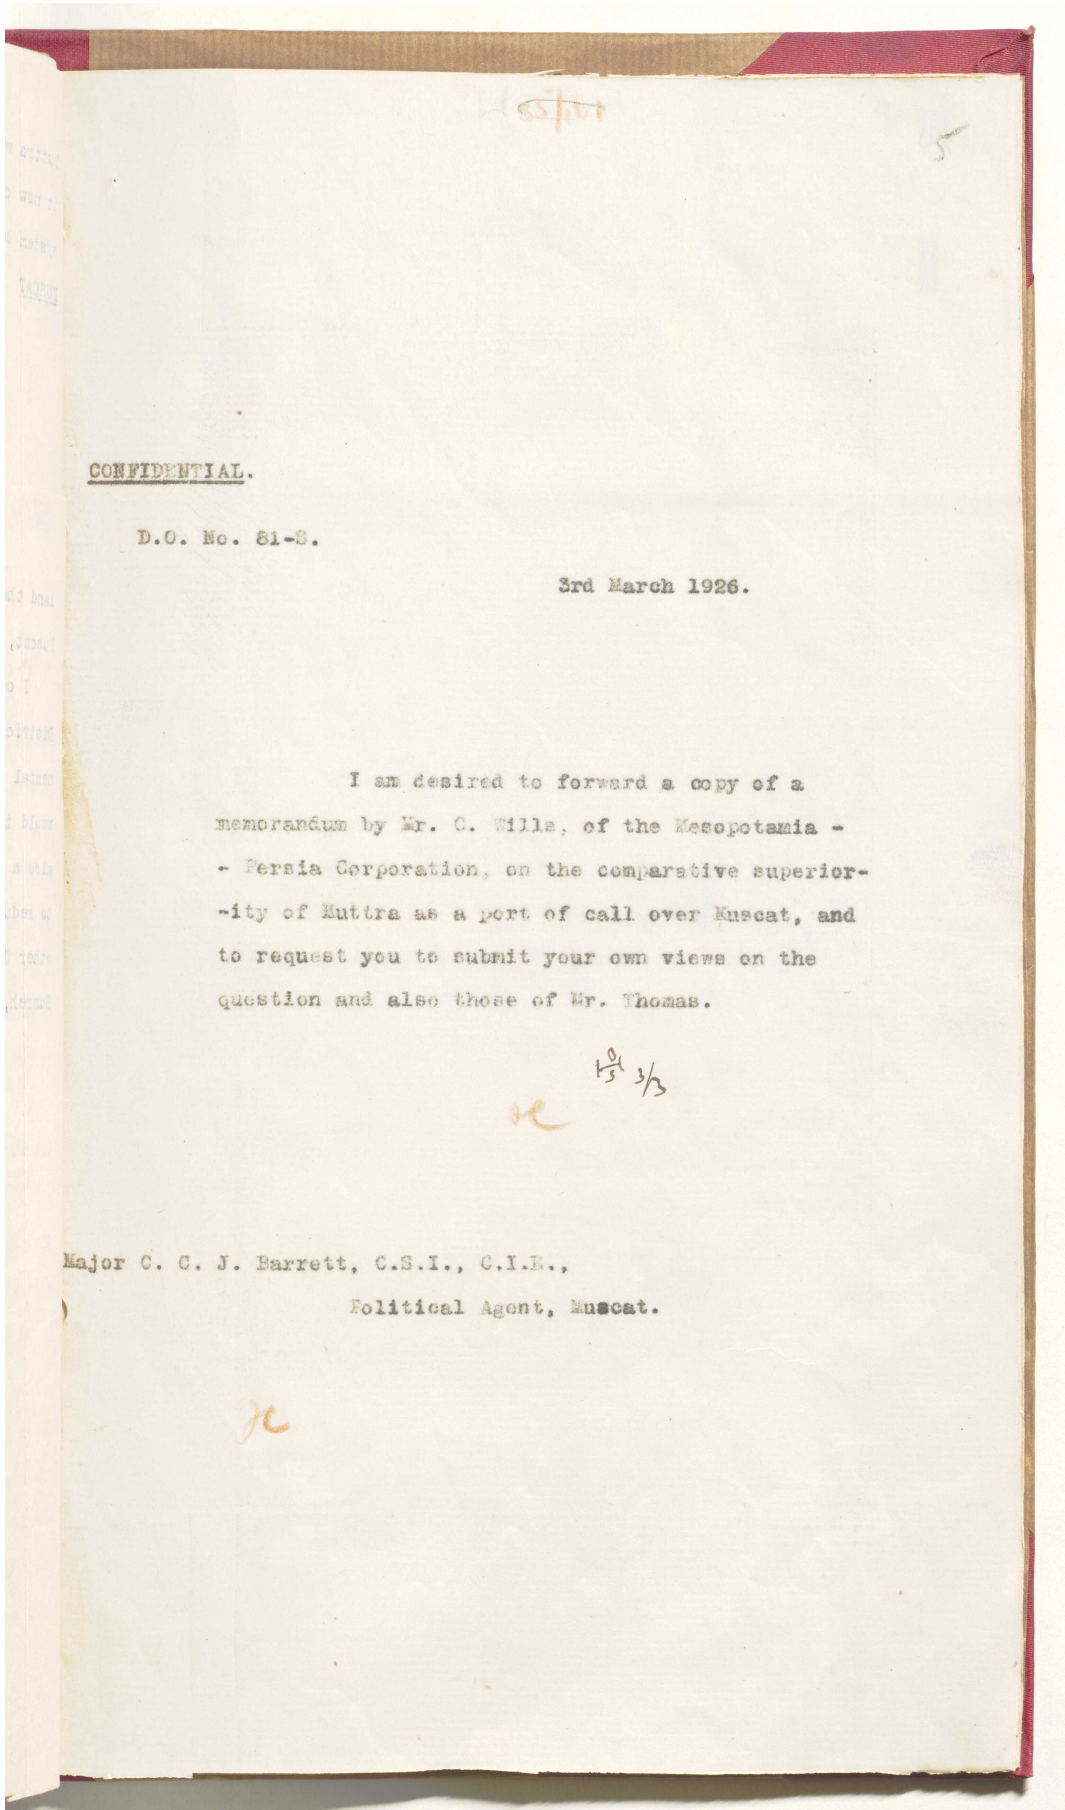 5
CONFIDENTIAL.
D.O. No. 81-S.
3rd March 1926.
I am desired to forward a copy of a
memorandum by Mr. C. Wills, of the Mesopotamia -
- Persia Corporation, on the comparative superior-
-ity of Muttra as a port of call over Muscat, and
to request you to submit your own views on the
question and also those of Mr. Thomas.
3/3
Major C. C. J. Barrett, C.S.I., C.I.E.,
Political Agent, Muscat.